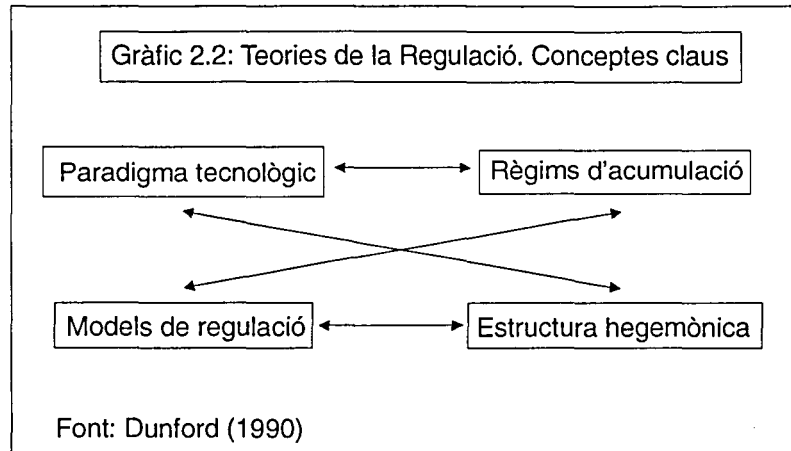 Gràfic 2.2: Teories de la Regulació. Conceptes claus
Paradigma tecnològic
Règims d'acumulació
Models de regulació
Estructura hegemònica
Font: Dunford (1990)